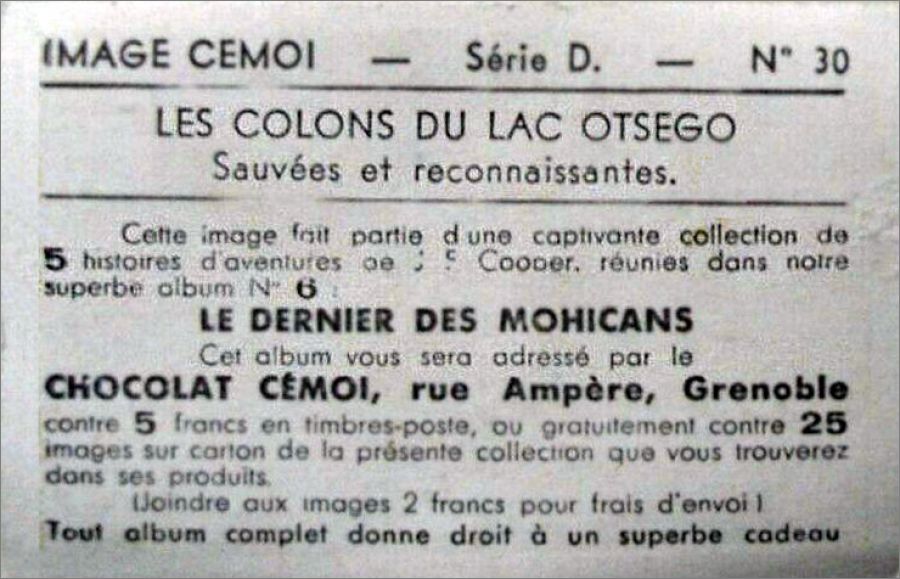 IMAGE CEMOI — Série D. — N° 30
LES COLONS DU LAC OTSEGO
Sauvées et reconnaissantes.
Cette image fait partie d'une captivante collection de
5 histoires d'aventures de Cooper, réunies dans notre
superbe album N° 6 :
LE DERNIER DES MOHICANS
Cet album vous sera adressé par le
CHOCOLAT CÉMOI, rue Ampère, Grenoble
contre 5 francs en timbres-poste, ou gratuitement contre 25
images sur carton de la présente collection que vous trouverez
dans ses produits.
(Joindre aux images 2 francs pour frais d'envoi)
Tout album complet donne droit à un superbe cadeau